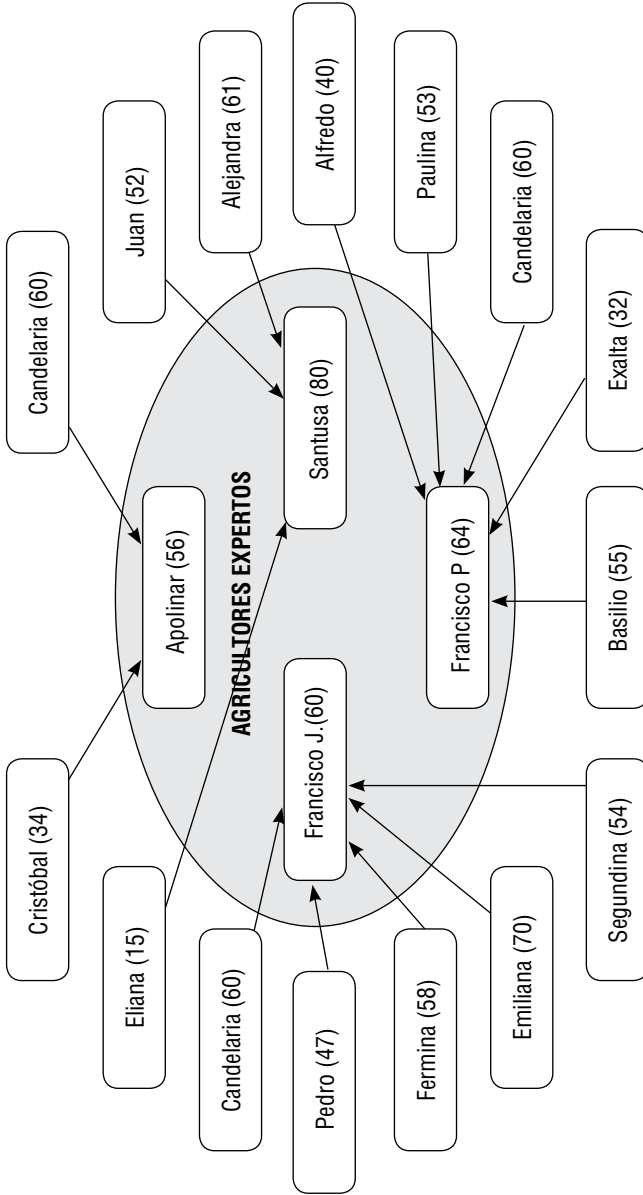 Candelaria (60)
Cristóbal (34)
Juan (52)
Eliana (15)
Apolinar (56)
Alejandra (61)
Candelaria (60)
AGRICULTORES EXPERTOS
Alfredo (40)
Pedro (47)
Francisco J.(60)
Santusa (80)
Paulina (53)
Fermina (58)
Francisco P (64)
Candelaria (60)
Emiliana (70)
Exalta (32)
Segundina (54)
Basilio (55)